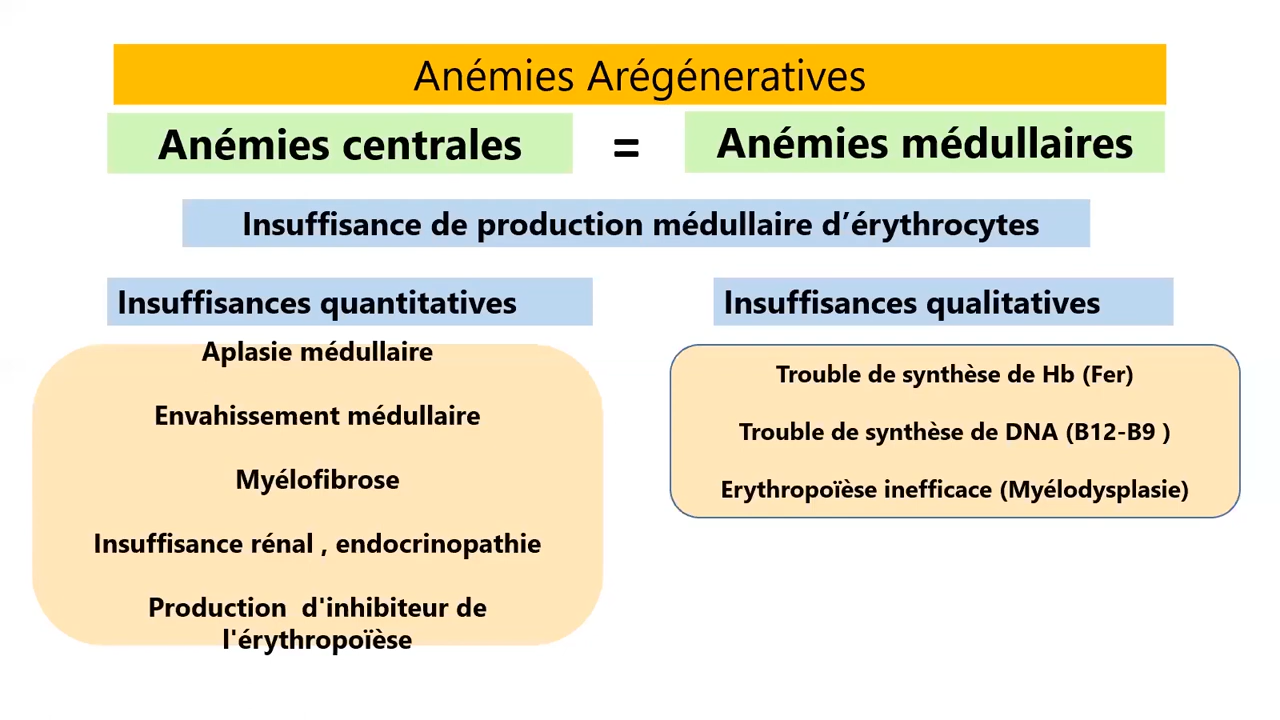 Anémies Arégéneratives
Anémies centrales = Anémies médullaires
Insuffisance de production médullaire d’érythrocytes
Insuffisances quantitatives
Aplasie médullaire
Envahissement médullaire
Myélofibrose
Insuffisance rénal , endocrinopathie
Production  d'inhibiteur de
l'érythropoïèse
Insuffisances qualitatives
Trouble de synthèse de Hb (Fer)
Trouble de synthèse de DNA (B12-B9 )
Erythropoïèse inefficace (Myélodysplasie)